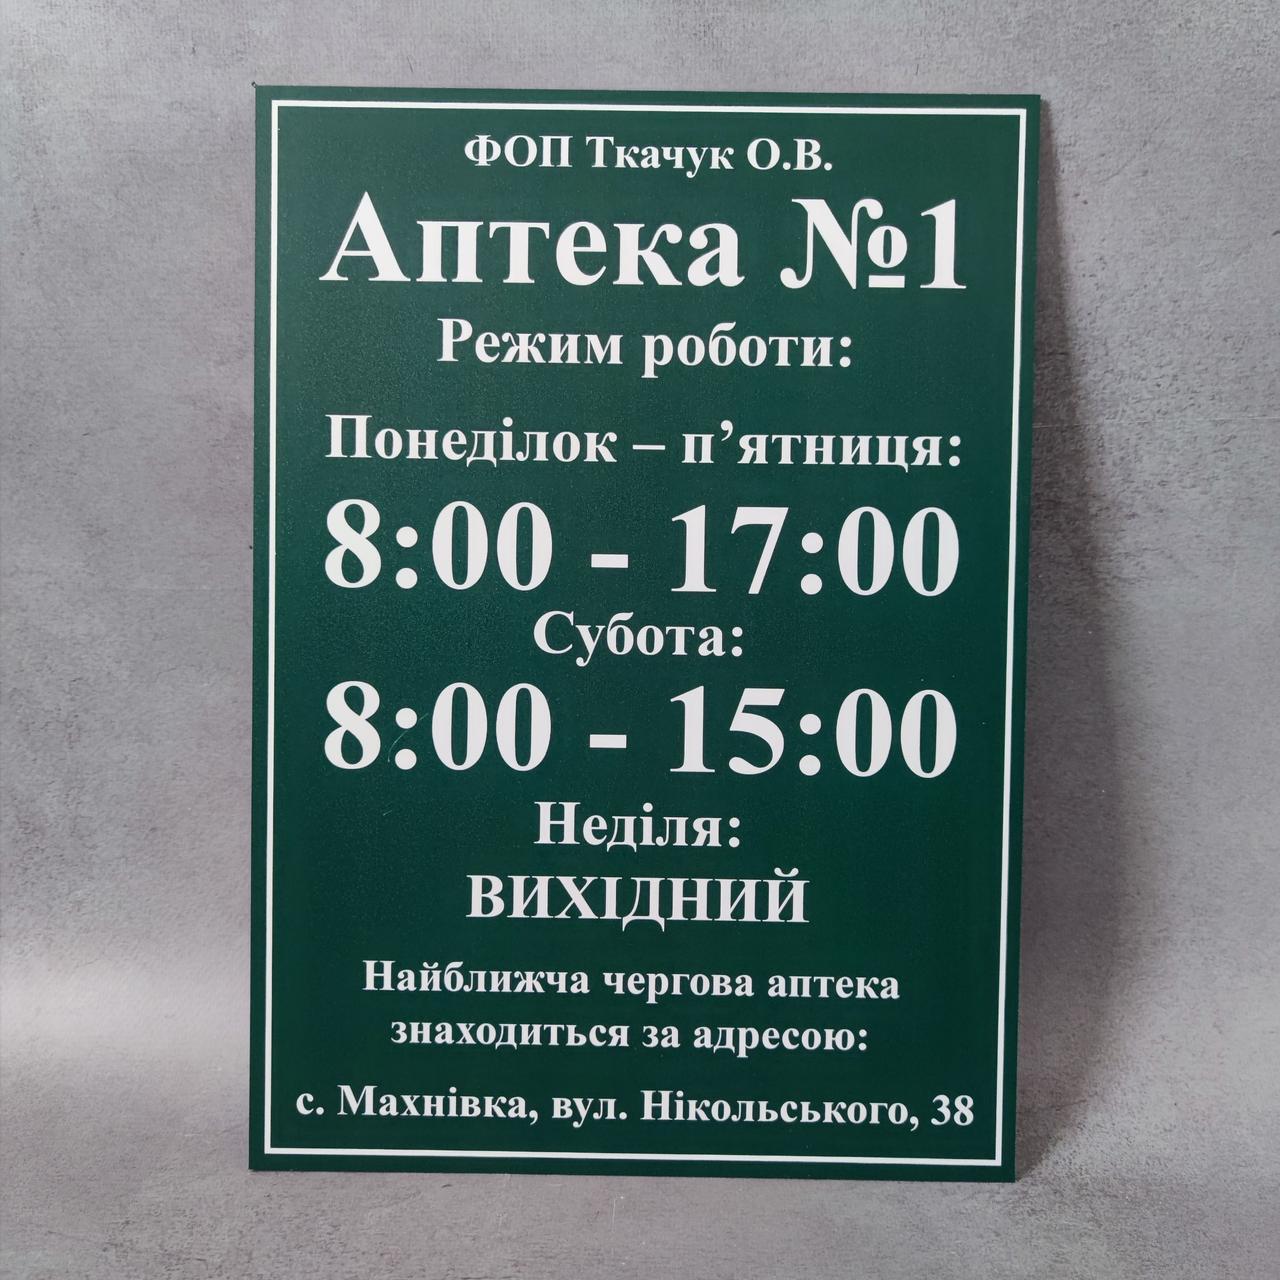 ФОП Ткачук О.В.
Аптека №1
Режим роботи:
Понеділок – п’ятниця:
8:00 - 17:00
Субота:
8:00 - 15:00
Неділя:
ВИХІДНИЙ
Найближча чергова аптека
знаходиться за адресою:
с. Махнівка, вул. Нікольського, 38